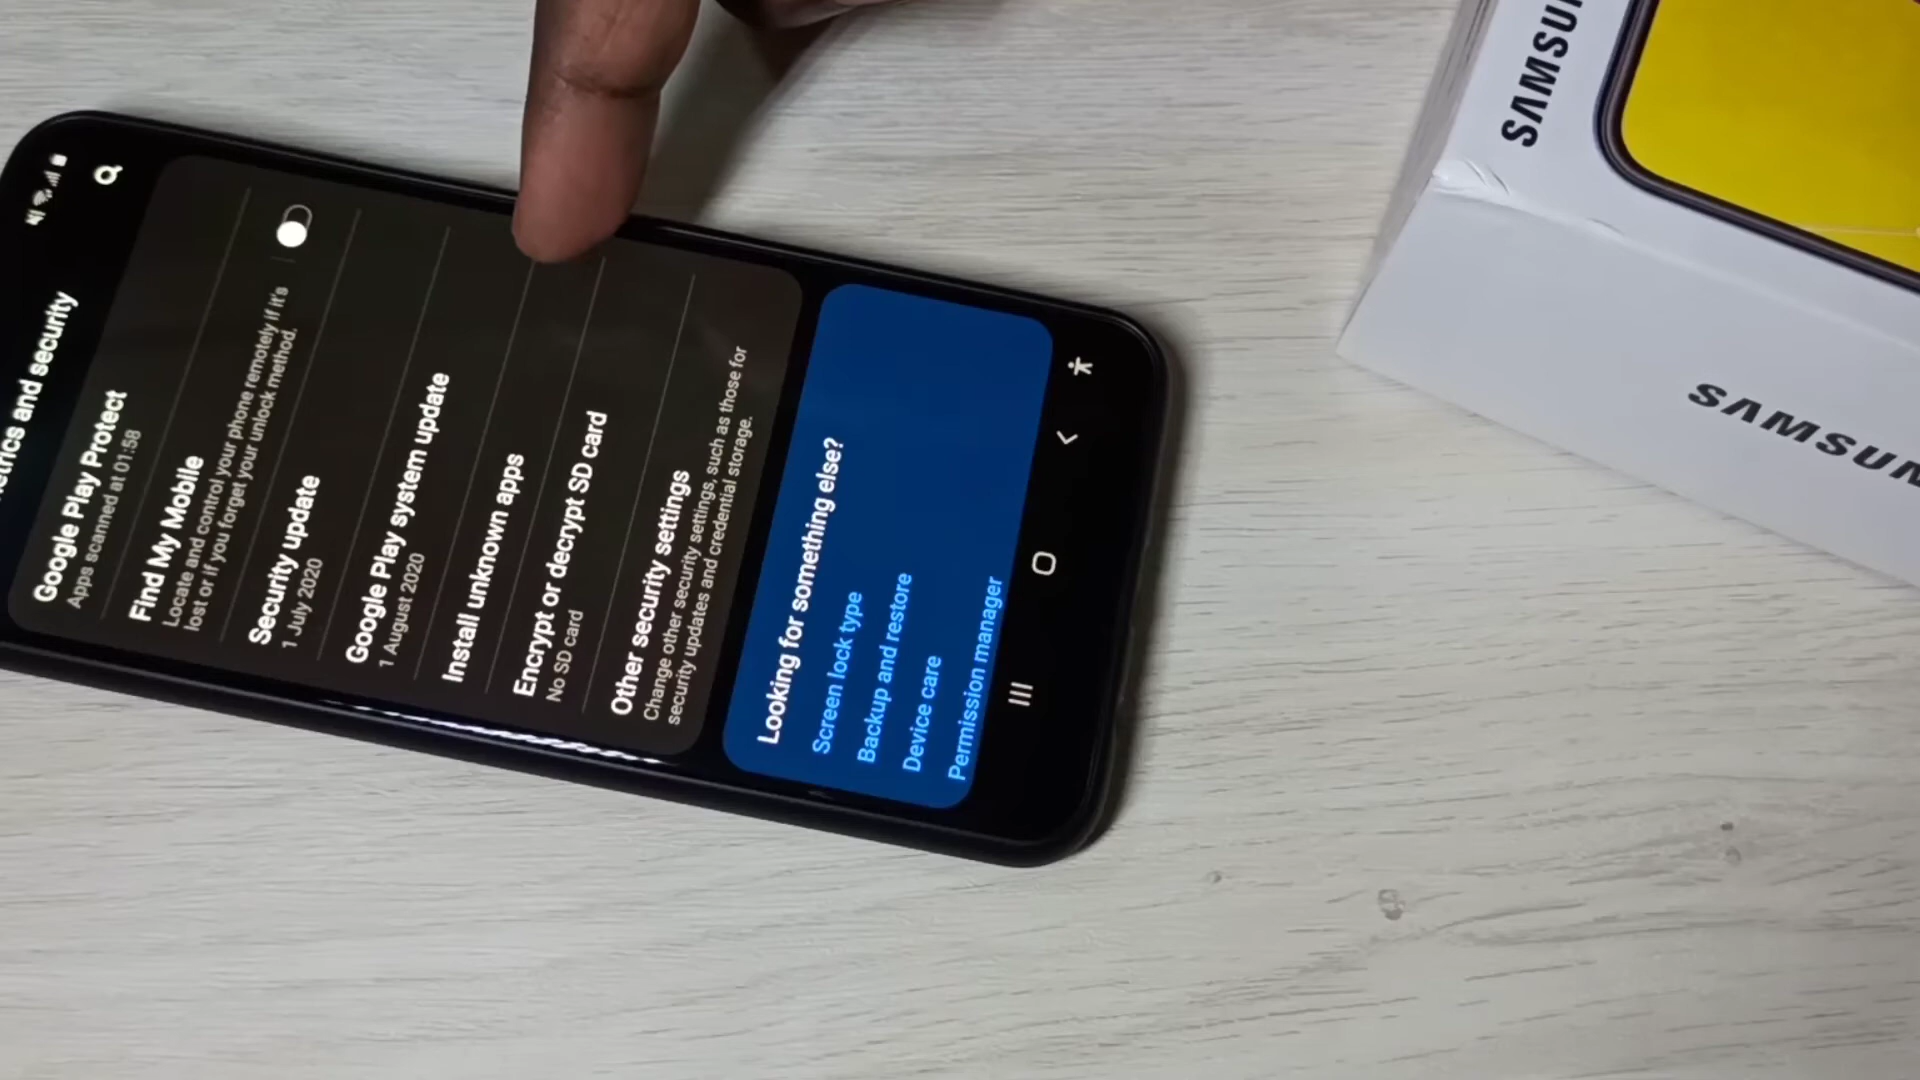 and security
Google Play Protect
Apps scanned at 01:58
Find My Mobile
Locate and control your phone remotely if it's
lost or if you forget your unlock method.
Security update
1 July 2020
Google Play system update
1 August 2020
Install unknown apps
Encrypt or decrypt SD card
No SD card
Other security settings
Change other security settings, such as those for
security updates and credential storage.
Looking for something else?
Screen lock type
Backup and restore
Device care
Permission manager
SAMSUN
SAMSUN